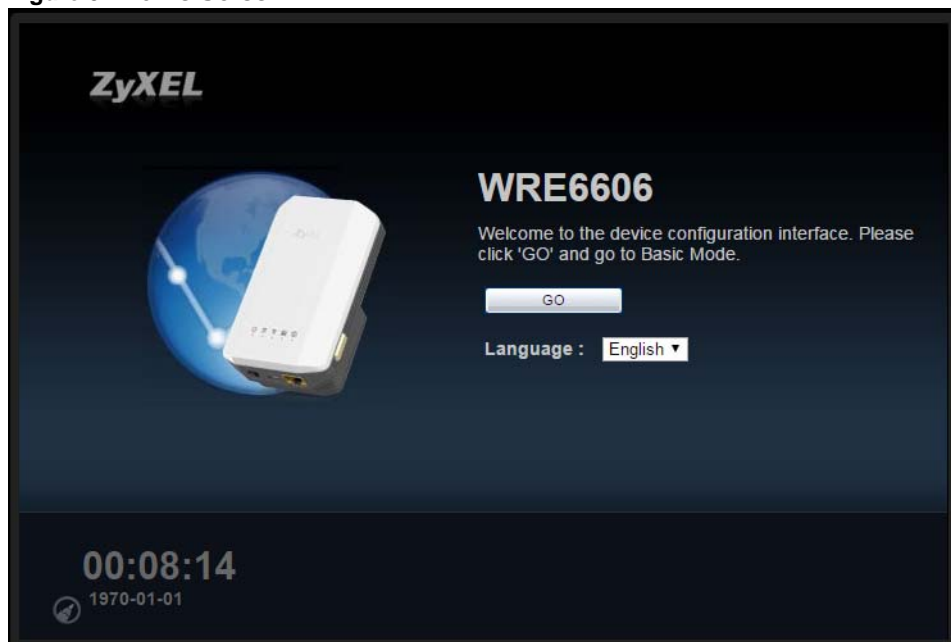 ZyXEL
WRE6606
Welcome to the device configuration interface. Please
click 'GO' and go to Basic Mode.
GO
Language : English
00:08:14
1970-01-01